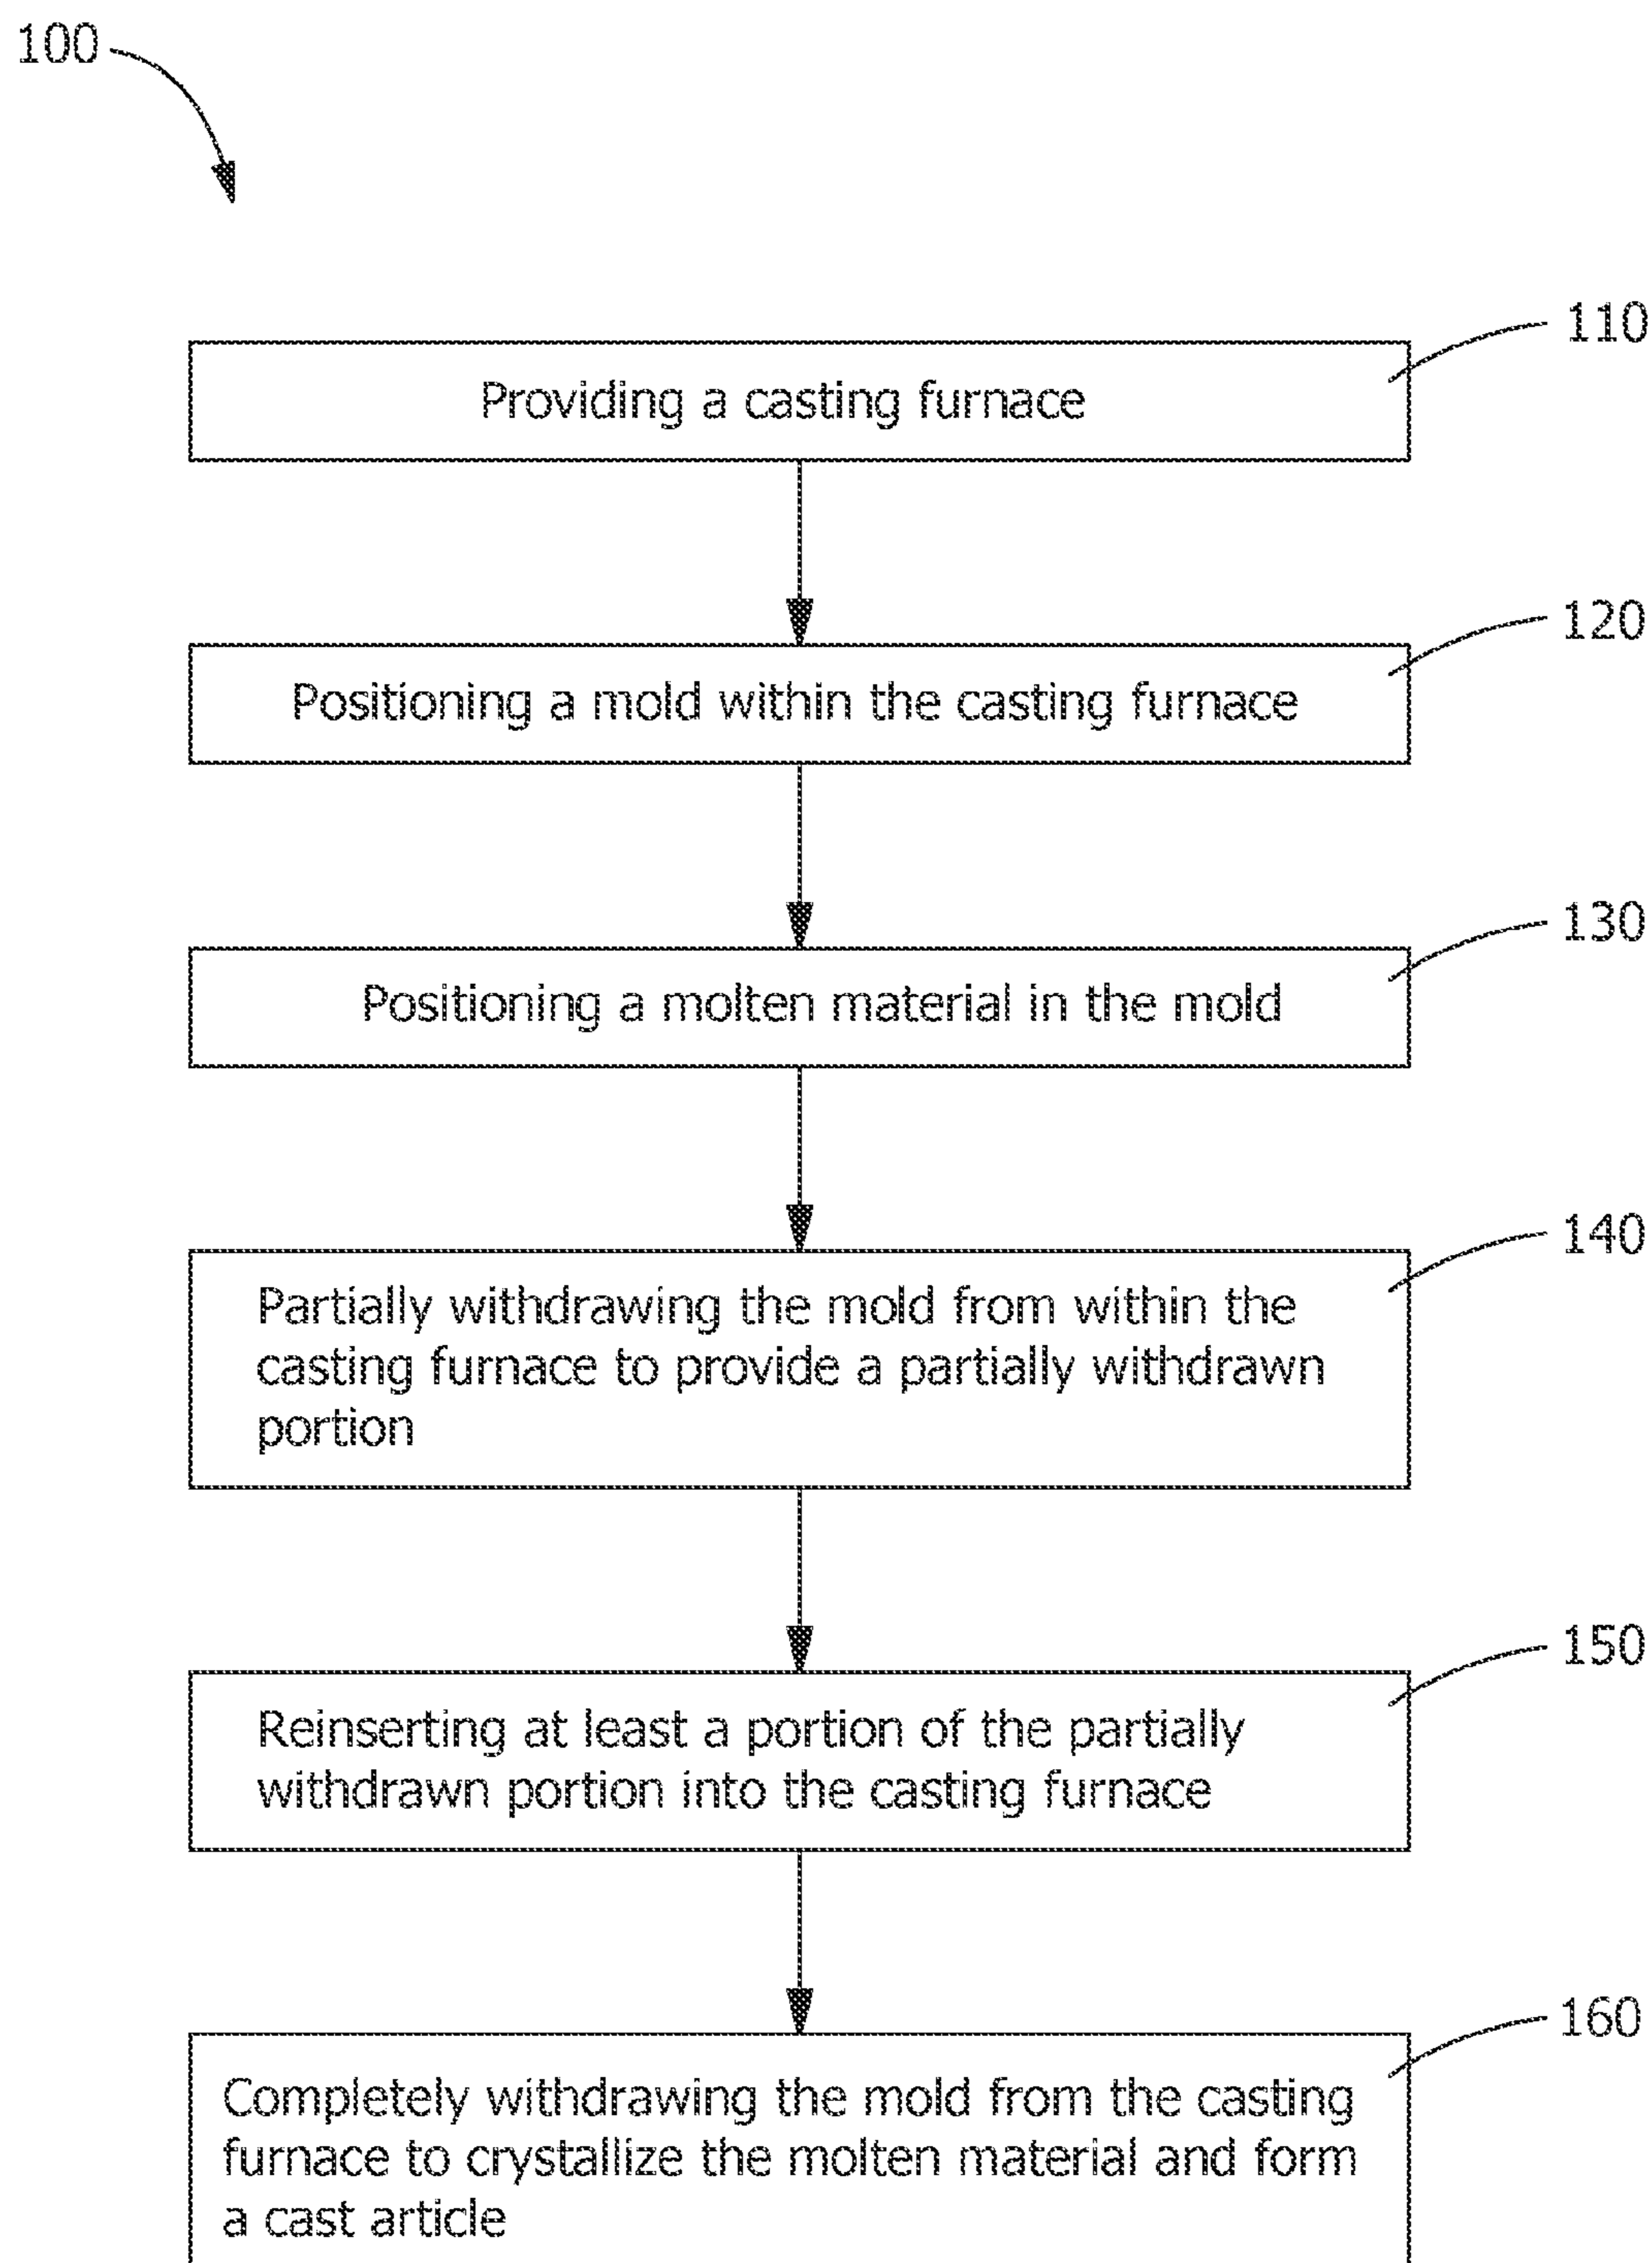 100
110
Providing a casting furnace
120
Positioning a mold within the casting furnace
130
Positioning a molten material in the mold
140
Partially withdrawing the mold from within the
casting furnace to provide a partially withdrawn
portion
150
Reinserting at least a portion of the partially
withdrawn portion into the casting furnace
160
Completely withdrawing the mold from the casting
furnace to crystallize the molten material and form
a cast article